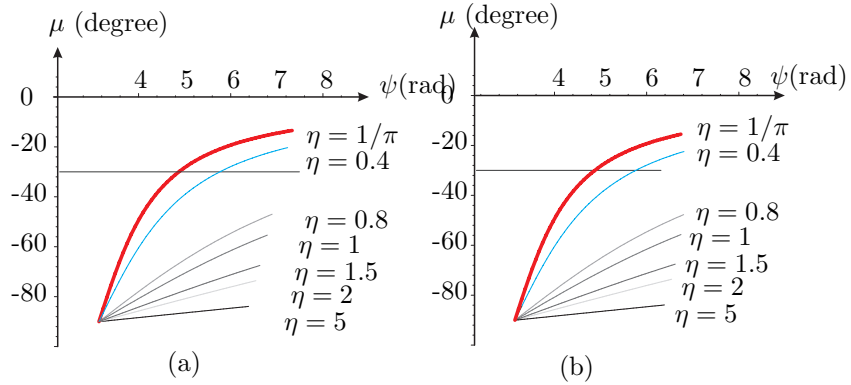 μ (degree)
4 5 6 7 8 ψ(rad)
0
-20
-40
-60
-80
η = 1/π
η = 0.4
η = 0.8
η = 1
η = 1.5
η = 2
η = 5
(a)
μ (degree)
4 5 6 7 8 ψ(rad)
0
-20
-40
-60
-80
η = 1/π
η = 0.4
η = 0.8
η = 1
η = 1.5
η = 2
η = 5
(b)